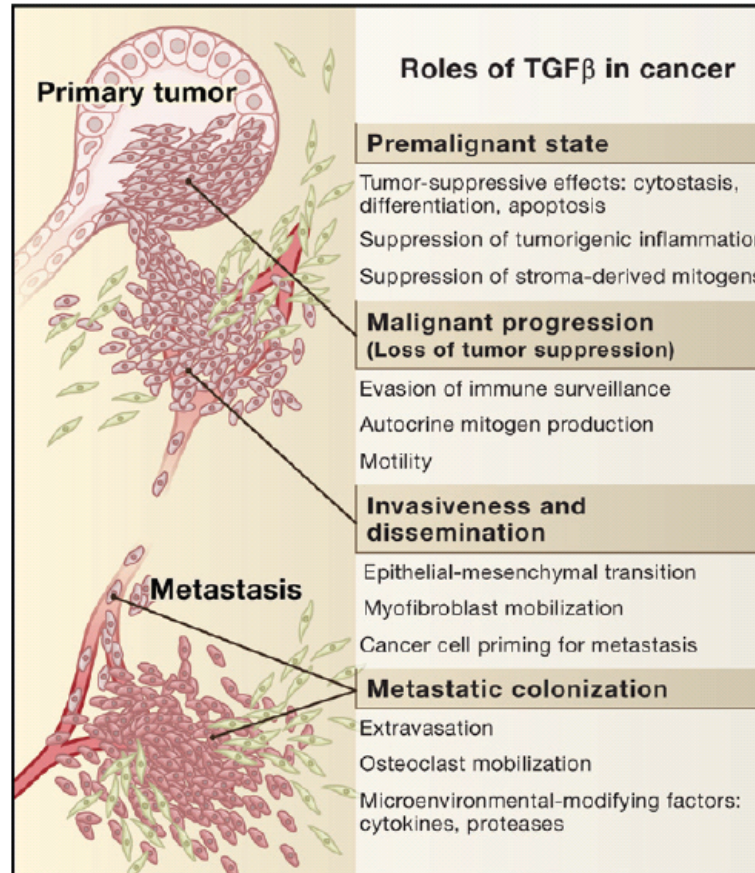 Primary tumor
Metastasis
Roles of TGFβ in cancer
Premalignant state
Tumor-suppressive effects: cytostasis,
differentiation, apoptosis
Suppression of tumorigenic inflammation
Suppression of stroma-derived mitogens
Malignant progression
(Loss of tumor suppression)
Evasion of immune surveillance
Autocrine mitogen production
Motility
Invasiveness and
dissemination
Epithelial-mesenchymal transition
Myofibroblast mobilization
Cancer cell priming for metastasis
Metastatic colonization
Extravasation
Osteoclast mobilization
Microenvironmental-modifying factors:
cytokines, proteases